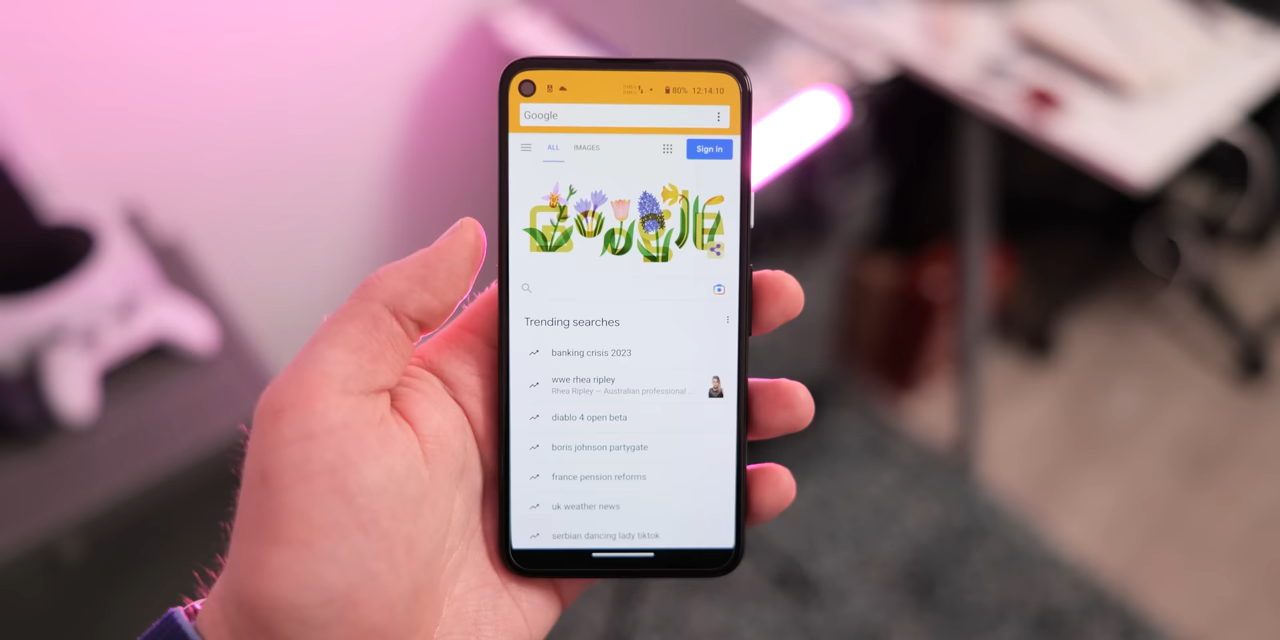 80% 12:14:10
Google
ALL IMAGES Sign in
Trending searches
banking crisis 2023
wwe rhea ripley
Rhea Ripley — Australian professional ...
diablo 4 open beta
boris johnson partygate
france pension reforms
uk weather news
serbian dancing lady tiktok